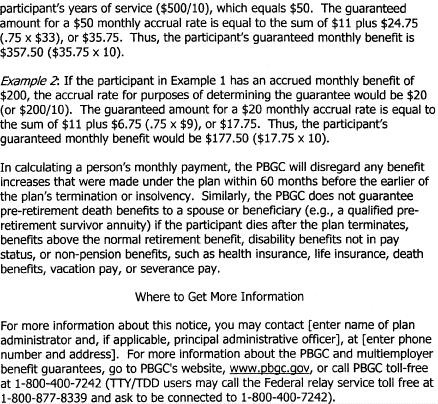 participant's years of service ($500/10), which equals $50.  The guaranteed
amount for a $50 monthly accrual rate is equal to the sum of $11 plus $24.75
(.75 x $33), or $35.75.  Thus, the participant's guaranteed monthly benefit is
$357.50 ($35.75 x 10).
Example 2: If the participant in Example 1 has an accrued monthly benefit of
$200, the accrual rate for purposes of determining the guarantee would be $20
(or $200/10).  The guaranteed amount for a $20 monthly accrual rate is equal to
the sum of $11 plus $6.75 (.75 x $9), or $17.75.  Thus, the participant's
guaranteed monthly benefit would be $177.50 ($17.75 x 10).
In calculating a person's monthly payment, the PBGC will disregard any benefit
increases that were made under the plan within 60 months before the earlier of
the plan's termination or insolvency.  Similarly, the PBGC does not guarantee
pre-retirement death benefits to a spouse or beneficiary (e.g., a qualified pre-
retirement survivor annuity) if the participant dies after the plan terminates,
benefits above the normal retirement benefit, disability benefits not in pay
status, or non-pension benefits, such as health insurance, life insurance, death
benefits, vacation pay, or severance pay.
Where to Get More Information
For more information about this notice, you may contact [enter name of plan
administrator and, if applicable, principal administrative officer], at [enter phone
number and address].  For more information about the PBGC and multiemployer
benefit guarantees, go to PBGC's website, www.pbgc.gov, or call PBGC toll-free
at 1-800-400-7242 (TTY/TDD users may call the Federal relay service toll free at
1-800-877-8339 and ask to be connected to 1-800-400-7242).